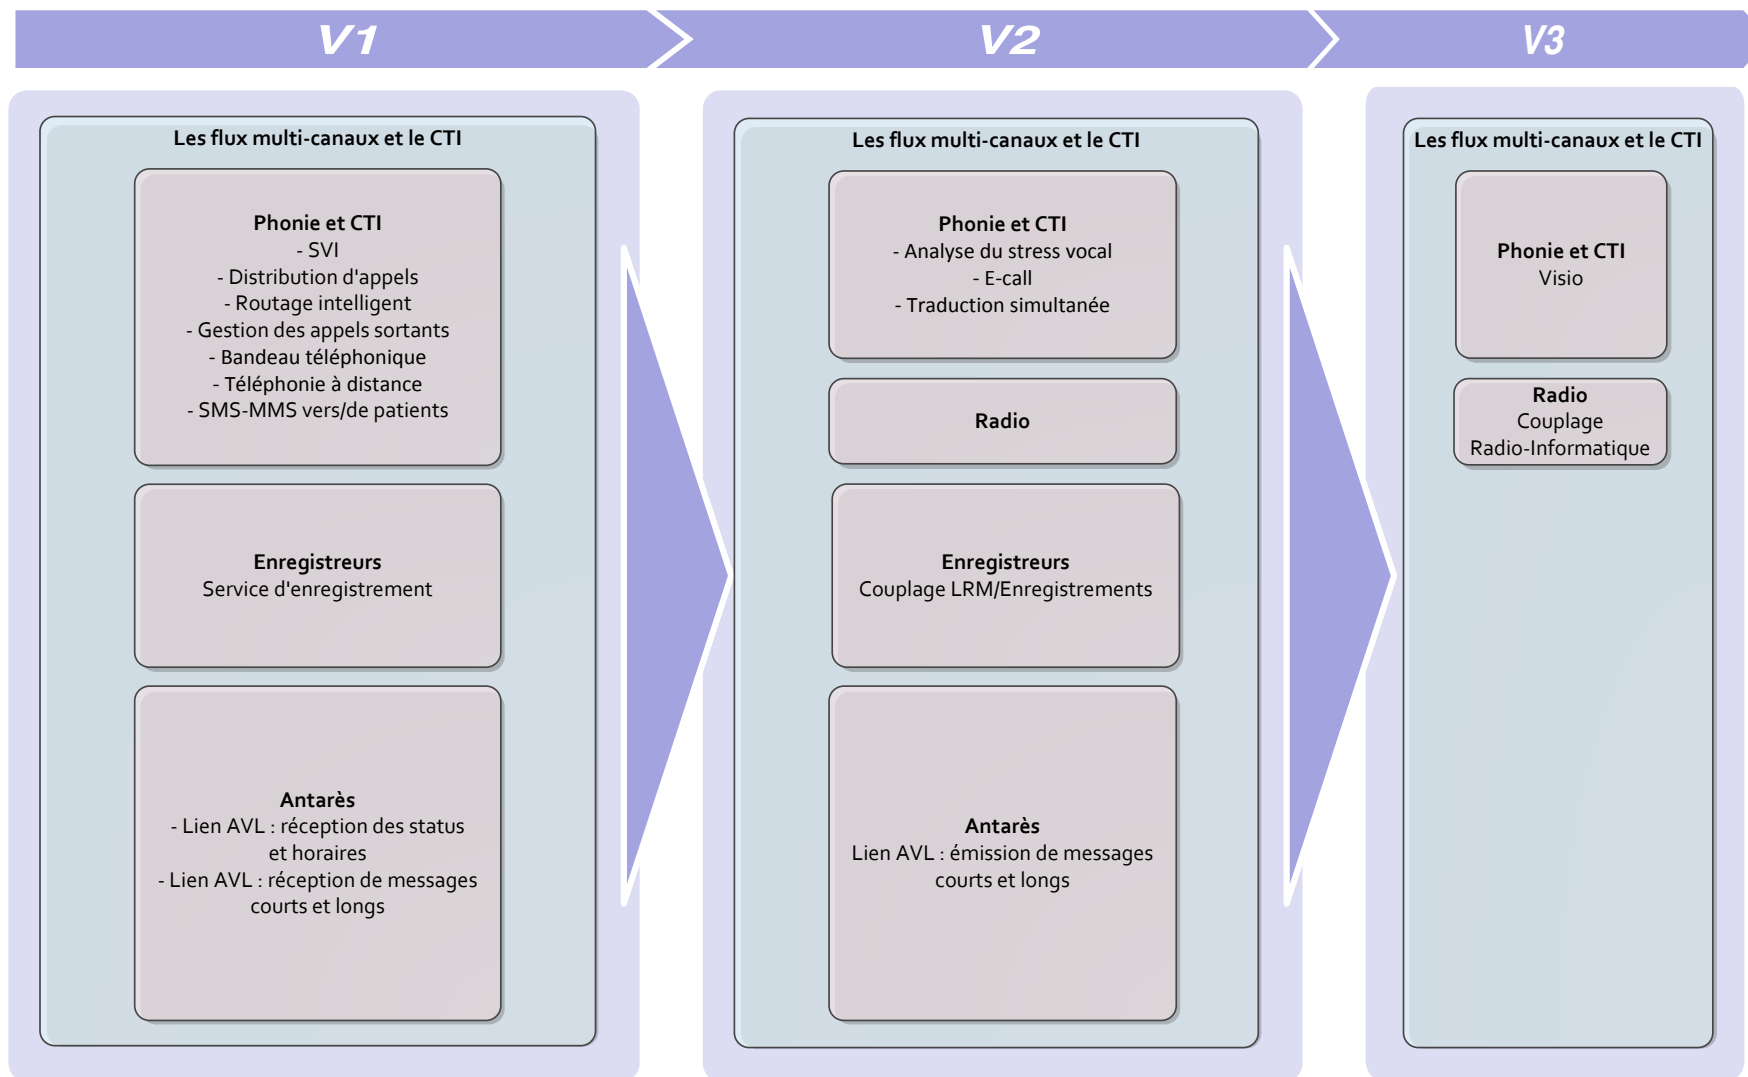 V1
V2
V3
Les flux multi-canaux et le CTI
Phonie et CTI
- SVI
- Distribution d'appels
- Routage intelligent
- Gestion des appels sortants
- Bandeau téléphonique
- Téléphonie à distance
- SMS-MMS vers/de patients
Enregistreurs
Service d'enregistrement
Antarès
- Lien AVL : réception des status
et horaires
- Lien AVL : réception de messages
courts et longs
Les flux multi-canaux et le CTI
Phonie et CTI
- Analyse du stress vocal
- E-call
- Traduction simultanée
Radio
Enregistreurs
Couplage LRM/Enregistrements
Antarès
Lien AVL : émission de messages
courts et longs
Les flux multi-canaux et le CTI
Phonie et CTI
Visio
Radio
Couplage
Radio-Informatique